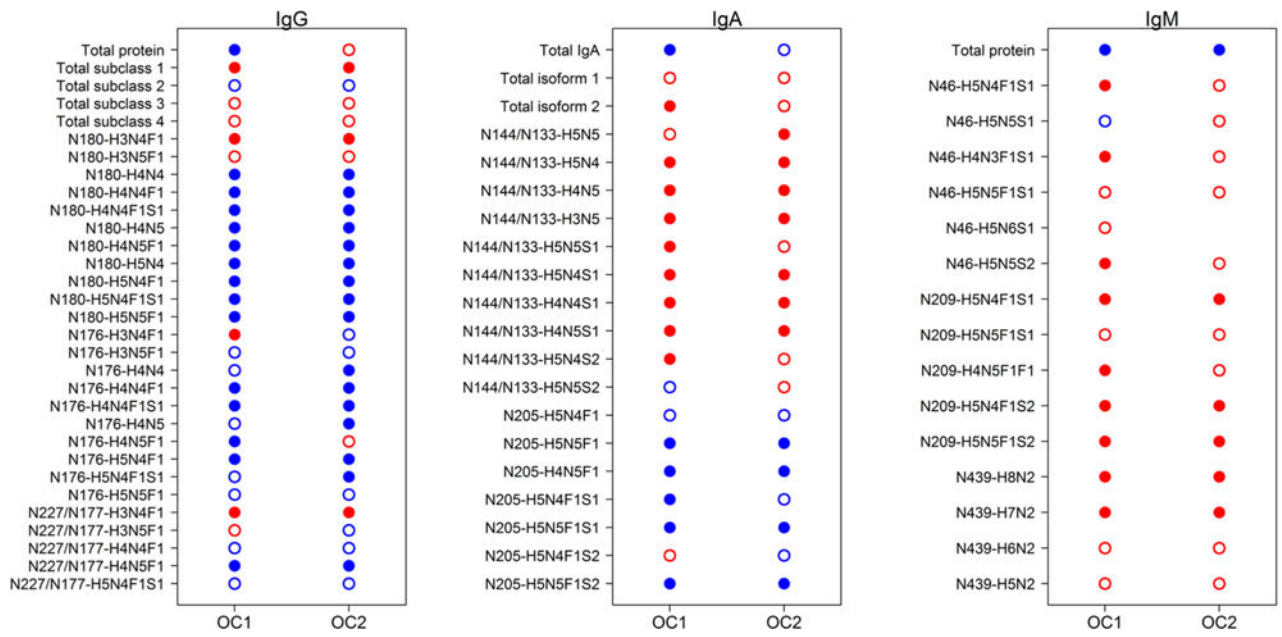 IgG
Total protein
Total subclass 1
Total subclass 2
Total subclass 3
Total subclass 4
N180-H3N4F1
N180-H3N5F1
N180-H4N4
N180-H4N4F1
N180-H4N4F1S1
N180-H4N5
N180-H4N5F1
N180-H5N4
N180-H5N4F1
N180-H5N4F1S1
N180-H5N5F1
N176-H3N4F1
N176-H3N5F1
N176-H4N4
N176-H4N4F1
N176-H4N4F1S1
N176-H4N5
N176-H4N5F1
N176-H5N4F1
N176-H5N4F1S1
N176-H5N5F1
N227/N177-H3N4F1
N227/N177-H3N5F1
N227/N177-H4N4F1
N227/N177-H4N5F1
N227/N177-H5N4F1S1
OC1 OC2
IgA
Total IgA
Total isoform 1
Total isoform 2
N144/N133-H5N5
N144/N133-H5N4
N144/N133-H4N5
N144/N133-H3N5
N144/N133-H5N5S1
N144/N133-H5N4S1
N144/N133-H4N4S1
N144/N133-H4N5S1
N144/N133-H5N4S2
N144/N133-H5N5S2
N205-H5N4F1
N205-H5N5F1
N205-H4N5F1
N205-H5N4F1S1
N205-H5N5F1S1
N205-H5N4F1S2
N205-H5N5F1S2
OC1 OC2
IgM
Total protein
N46-H5N4F1S1
N46-H5N5S1
N46-H4N3F1S1
N46-H5N5F1S1
N46-H5N6S1
N46-H5N5S2
N209-H5N4F1S1
N209-H5N5F1S1
N209-H4N5F1F1
N209-H5N4F1S2
N209-H5N5F1S2
N439-H8N2
N439-H7N2
N439-H6N2
N439-H5N2
OC1 OC2